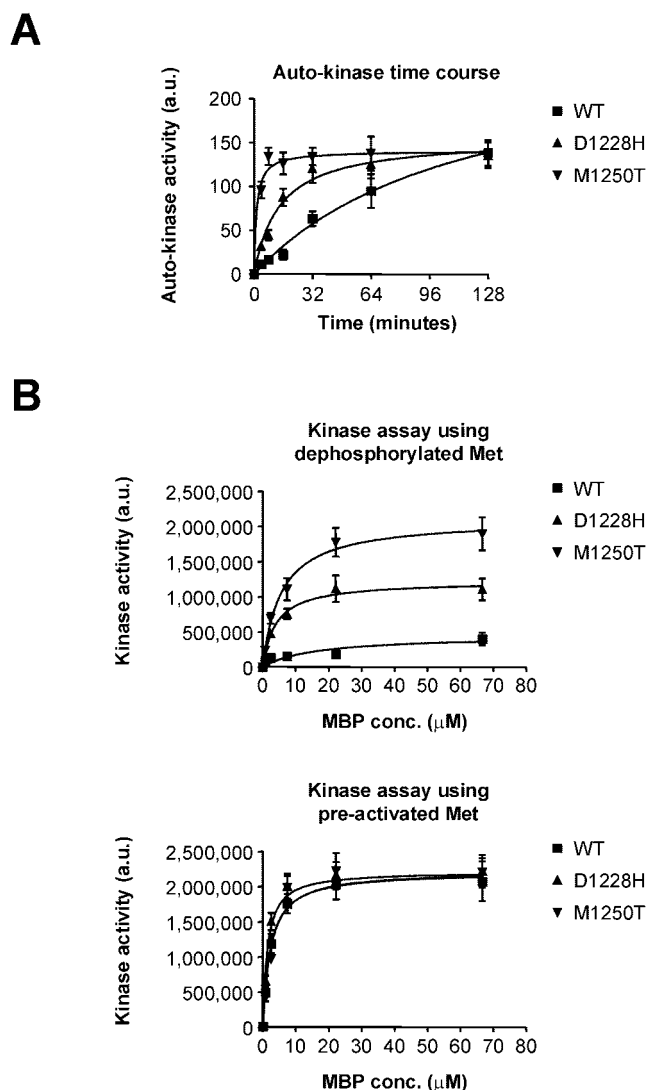 A
Auto-kinase time course
Auto-kinase activity (a.u.)
200
150
100
50
0
0 32 64 96 128
Time (minutes)
WT
D1228H
M1250T
B
Kinase assay using
dephosphorylated Met
Kinase activity (a.u.)
2,500,000
2,000,000
1,500,000
1,000,000
500,000
0
0 10 20 30 40 50 60 70 80
MBP conc. (μM)
WT
D1228H
M1250T
Kinase assay using
pre-activated Met
Kinase activity (a.u.)
2,500,000
2,000,000
1,500,000
1,000,000
500,000
0
0 10 20 30 40 50 60 70 80
MBP conc. (μM)
WT
D1228H
M1250T